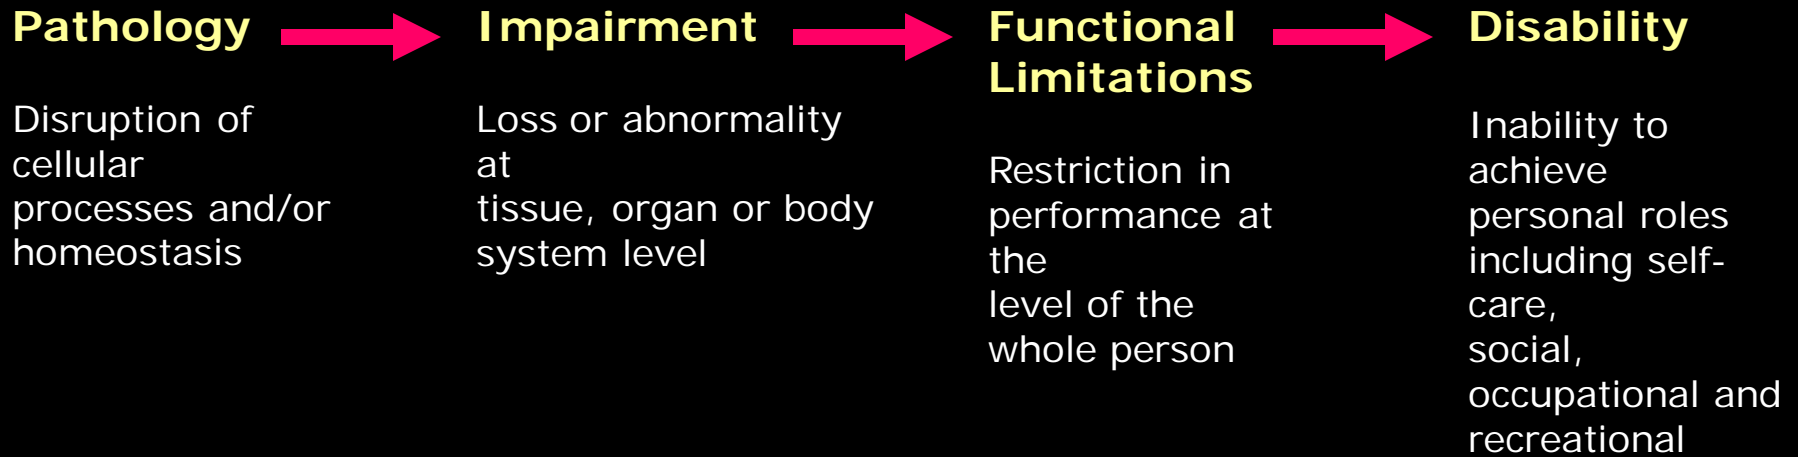 Pathology
Disruption of
cellular
processes and/or
homeostasis
Impairment
Loss or abnormality
at
tissue, organ or body
system level
Functional
Limitations
Restriction in
performance at
the
level of the
whole person
Disability
Inability to
achieve
personal roles
including self-
care,
social,
occupational and
recreational